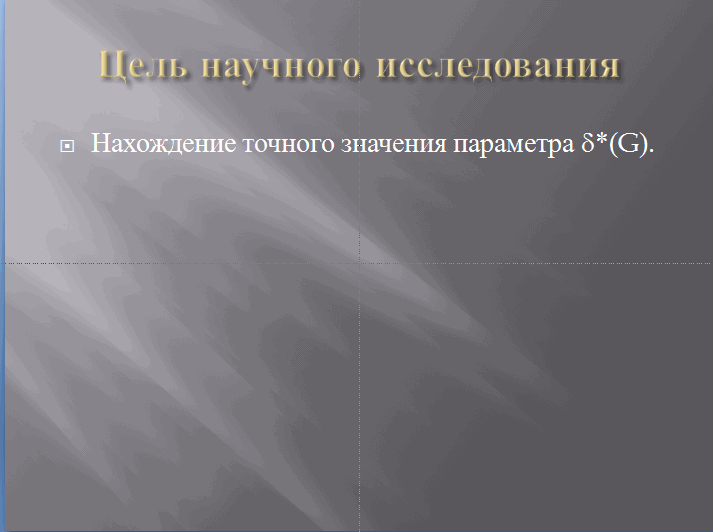 Цель научного исследования
Нахождение точного значения параметра δ*(G).